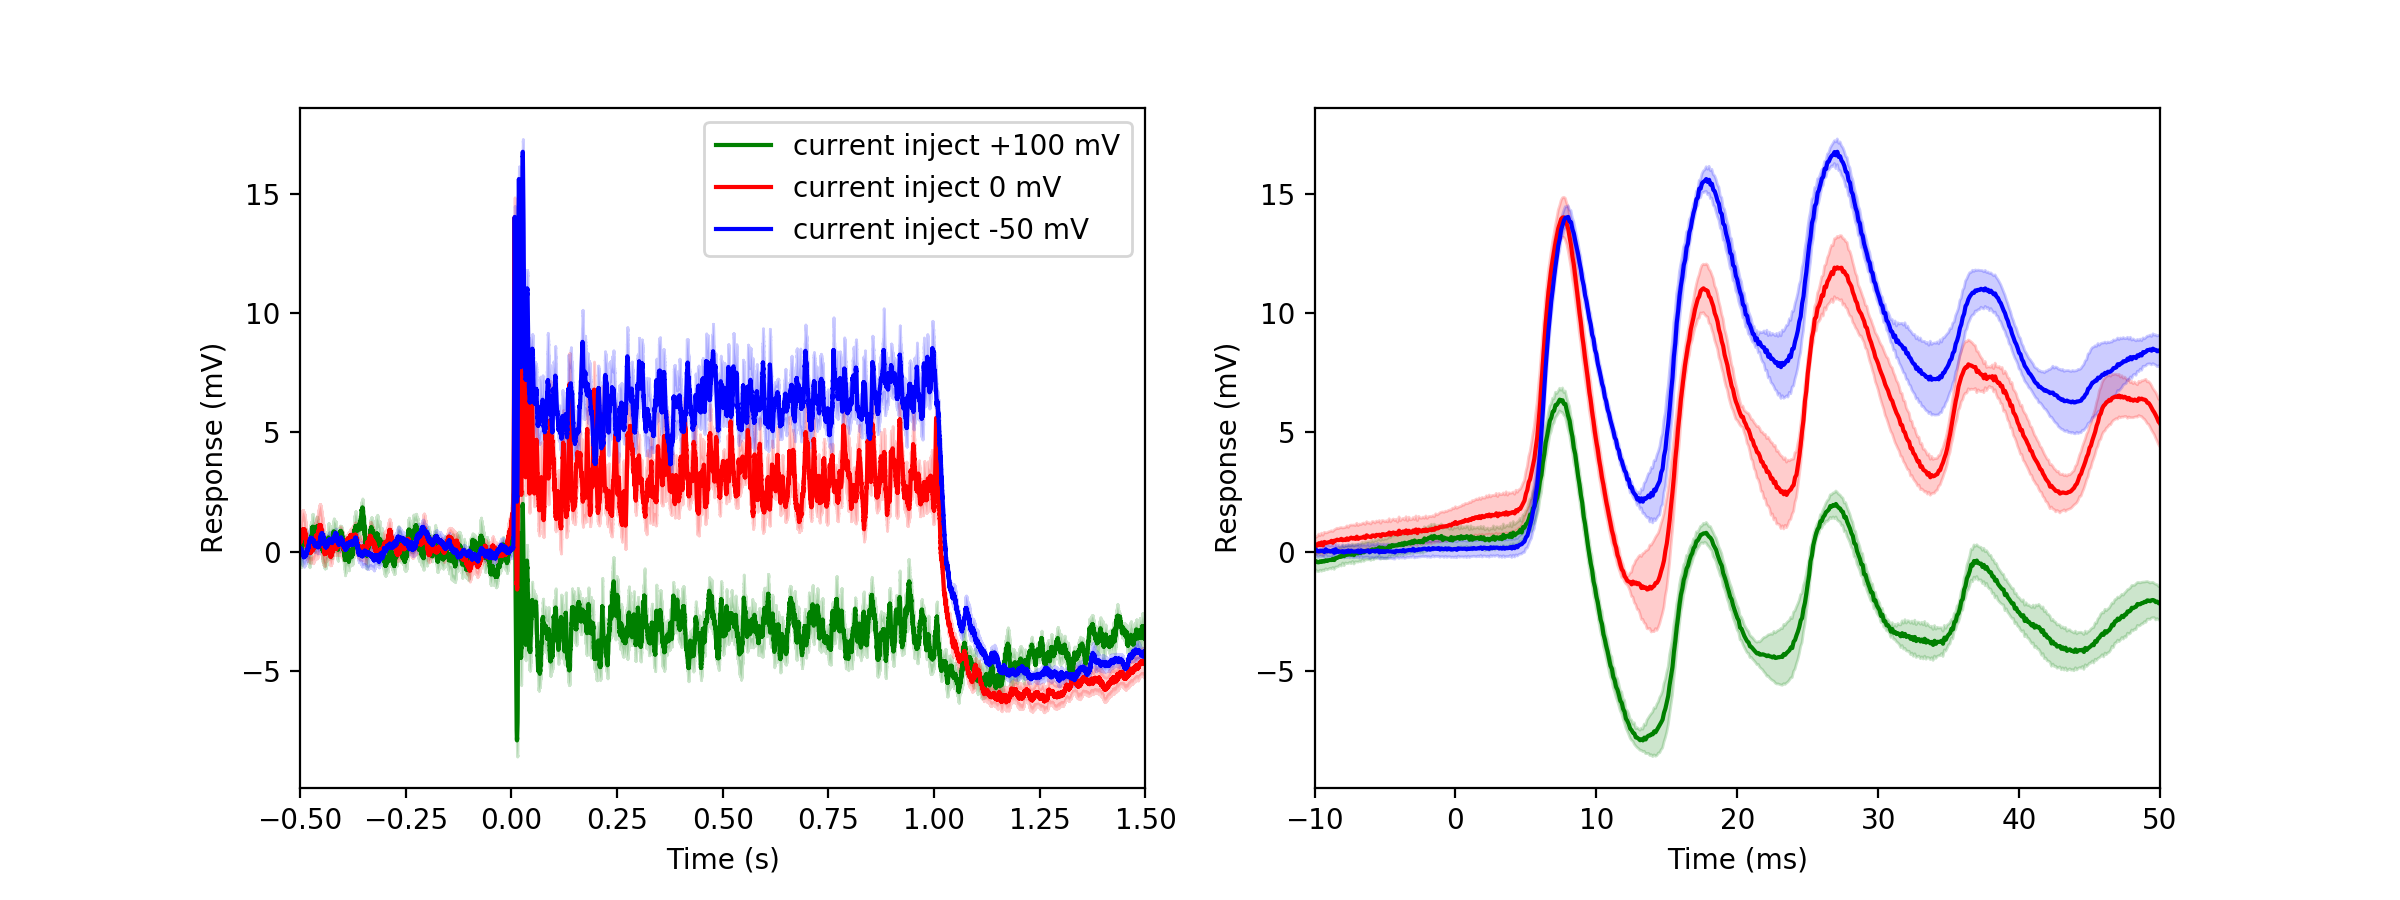 current inject +100 mV
current inject 0 mV
current inject -50 mV
Response (mV)
15
10
5
0
−5
−0.50 −0.25 0.00 0.25 0.50 0.75 1.00 1.25 1.50
Time (s)
Response (mV)
15
10
5
0
−5
−10 0 10 20 30 40 50
Time (ms)